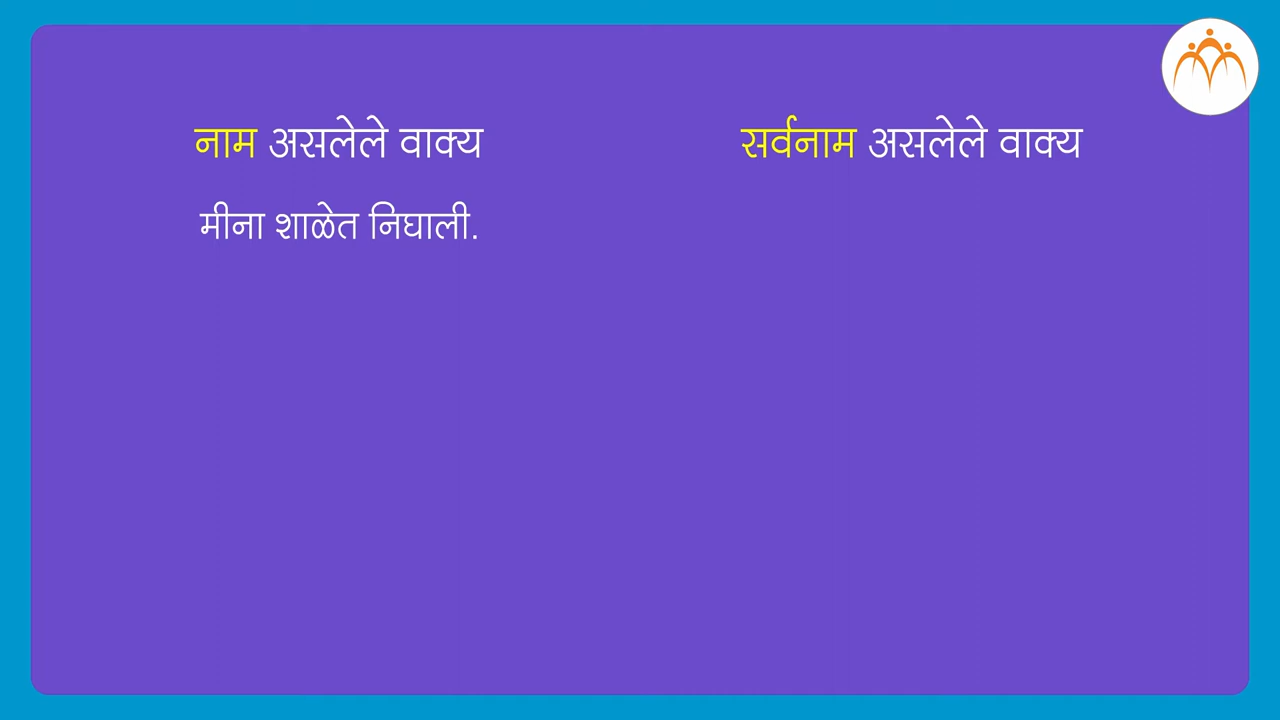 नाम असलेले वाक्य
सर्वनाम असलेले वाक्य
मीना शाळेत निघाली.